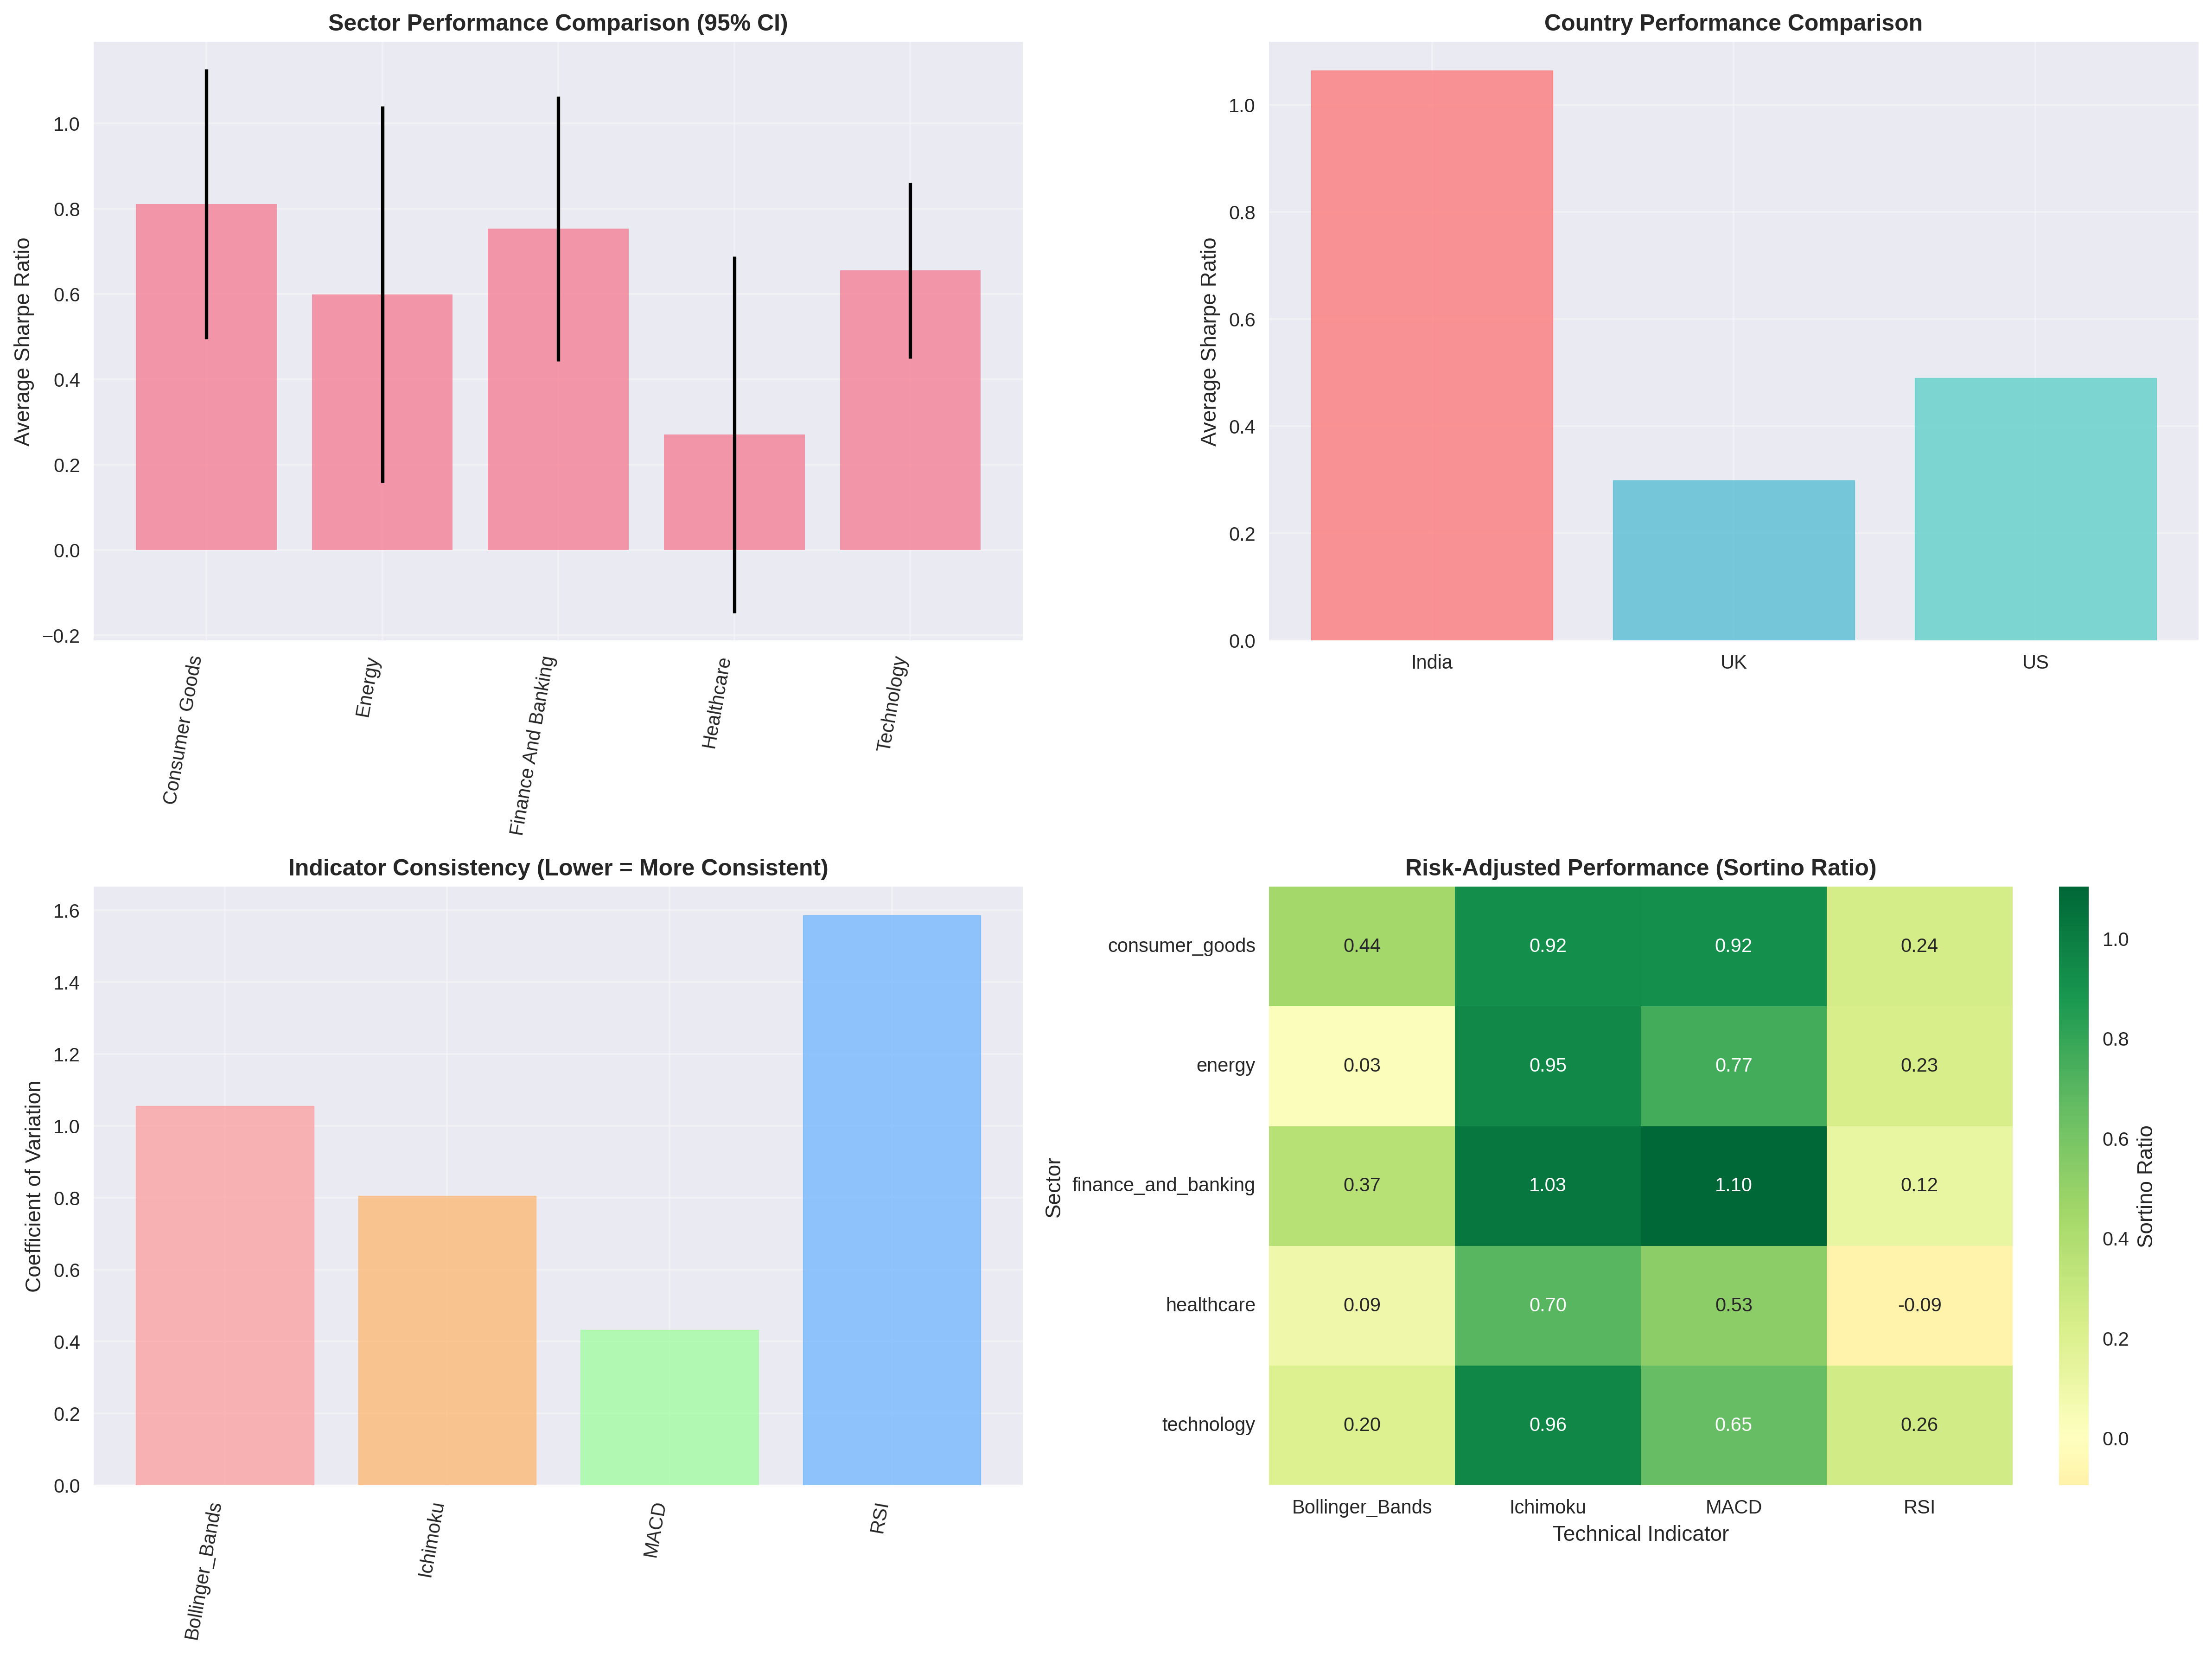 Sector Performance Comparison (95% CI)
Average Sharpe Ratio
1.0
0.8
0.6
0.4
0.2
0.0
−0.2
Consumer Goods
Energy
Finance And Banking
Healthcare
Technology
Country Performance Comparison
Average Sharpe Ratio
1.0
0.8
0.6
0.4
0.2
0.0
India
UK
US
Indicator Consistency (Lower = More Consistent)
Coefficient of Variation
1.6
1.4
1.2
1.0
0.8
0.6
0.4
0.2
0.0
Bollinger_Bands
Ichimoku
MACD
RSI
Risk-Adjusted Performance (Sortino Ratio)
Sector
consumer_goods 0.44 0.92 0.92 0.24
energy 0.03 0.95 0.77 0.23
finance_and_banking 0.37 1.03 1.10 0.12
healthcare 0.09 0.70 0.53 -0.09
technology 0.20 0.96 0.65 0.26
Bollinger_Bands Ichimoku MACD RSI
Technical Indicator
1.0
0.8
0.6
0.4
0.2
0.0
Sortino Ratio